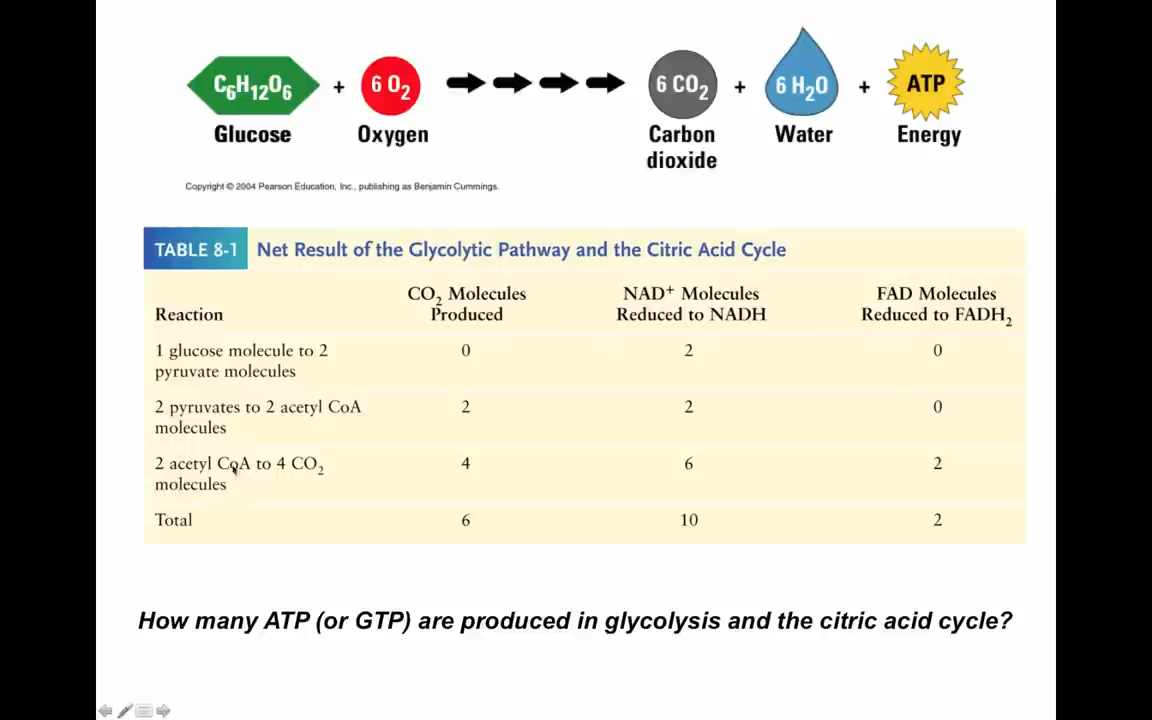 C₆H₁₂O₆ + 6 O₂ 6 CO₂ + 6 H₂O + ATP
Glucose Oxygen Carbon dioxide Water Energy
Copyright © 2004 Pearson Education, Inc., publishing as Benjamin Cummings.
TABLE 8-1 Net Result of the Glycolytic Pathway and the Citric Acid Cycle
Reaction CO₂ Molecules Produced NAD⁺ Molecules Reduced to NADH FAD Molecules Reduced to FADH₂
1 glucose molecule to 2 pyruvate molecules 0 2 0
2 pyruvates to 2 acetyl CoA molecules 2 2 0
2 acetyl CoA to 4 CO₂ molecules 4 6 2
Total 6 10 2
How many ATP (or GTP) are produced in glycolysis and the citric acid cycle?